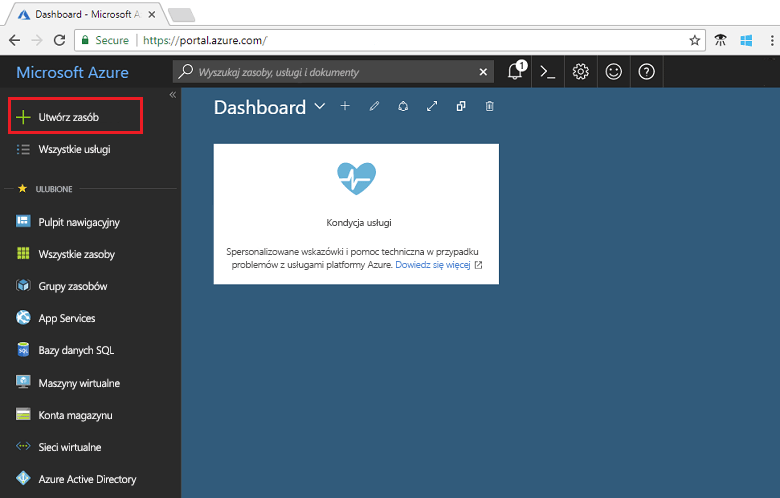 Dashboard - Microsoft A
Secure https://portal.azure.com/
Microsoft Azure
Wyszukaj zasoby, usługi i dokumenty
1
Utwórz zasób
Wszystkie usługi
ULUBIONE
Pulpit nawigacyjny
Wszystkie zasoby
Grupy zasobów
App Services
Bazy danych SQL
Maszyny wirtualne
Konta magazynu
Sieci wirtualne
Azure Active Directory
Dashboard
Kondycja usługi
Spersonalizowane wskazówki i pomoc techniczna w przypadku
problemów z usługami platformy Azure. Dowiedz się więcej